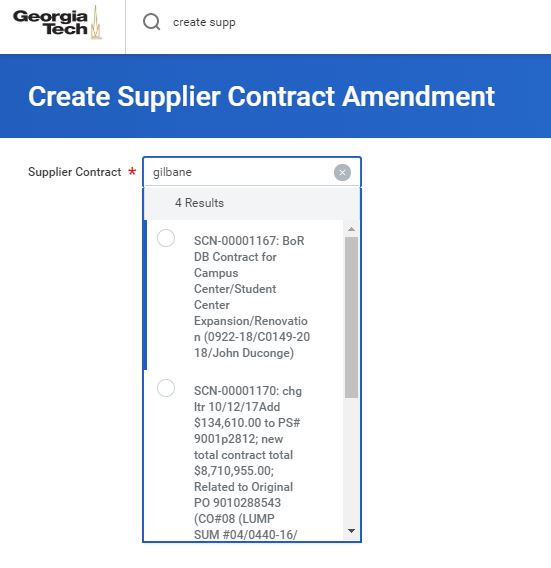 Georgia
Tech
create supp
Create Supplier Contract Amendment
Supplier Contract *
gilbane
4 Results
SCN-00001167: BoR
DB Contract for
Campus
Center/Student
Center
Expansion/Renovatio
n (0922-18/C0149-20
18/John Duconge)
SCN-00001170: chg
ltr 10/12/17Add
$134,610.00 to PS#
9001p2812; new
total contract total
$8,710,955.00;
Related to Original
PO 9010288543
(CO#08 (LUMP
SUM #04/0440-16/